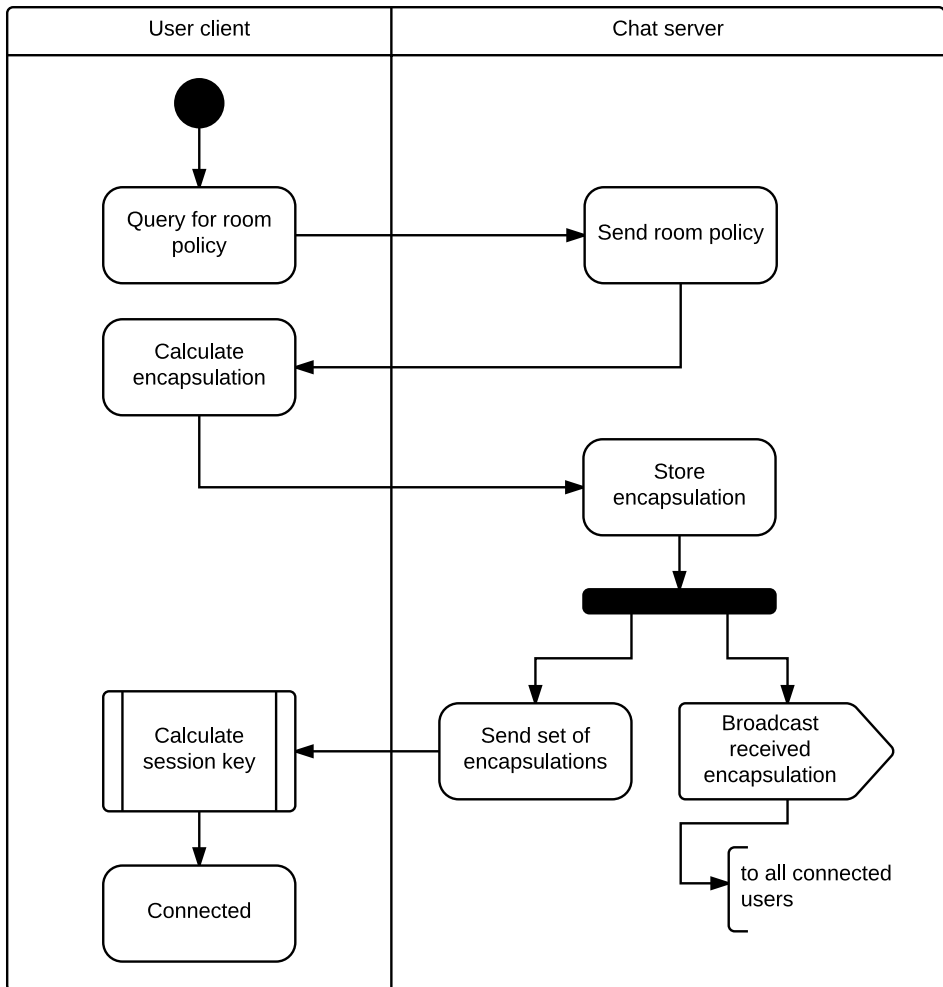 User client
Chat server
Query for room
policy
Send room policy
Calculate
encapsulation
Store
encapsulation
Calculate
session key
Send set of
encapsulations
Broadcast
received
encapsulation
to all connected
users
Connected